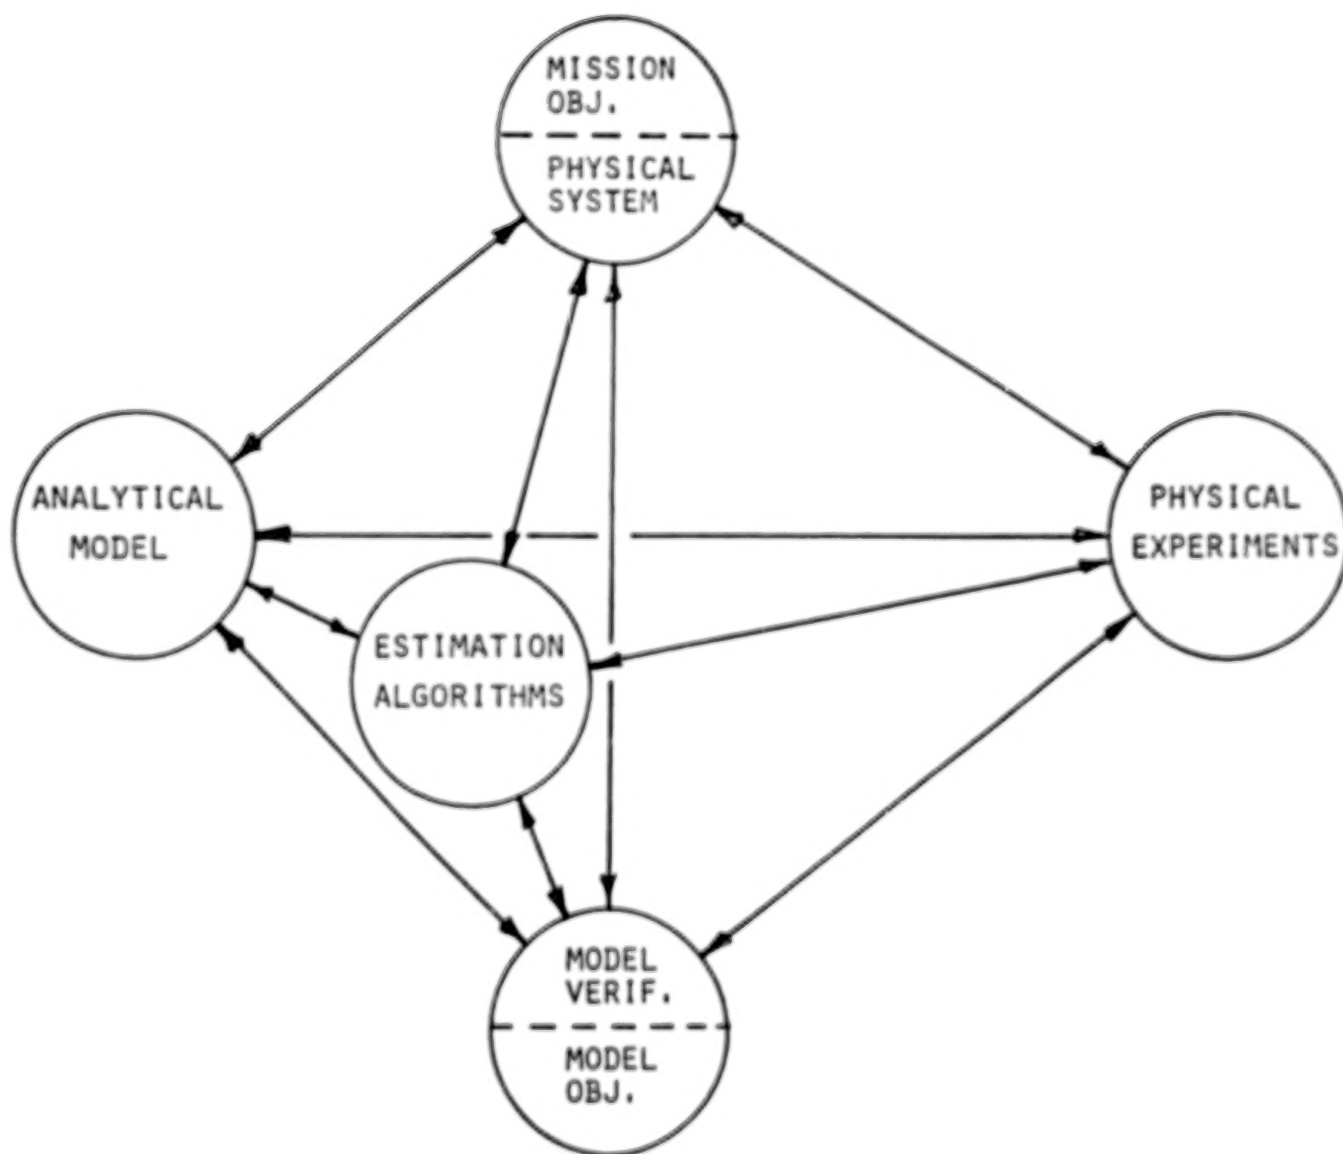 MISSION
OBJ.
PHYSICAL
SYSTEM
ANALYTICAL
MODEL
PHYSICAL
EXPERIMENTS
ESTIMATION
ALGORITHMS
MODEL
VERIF.
MODEL
OBJ.